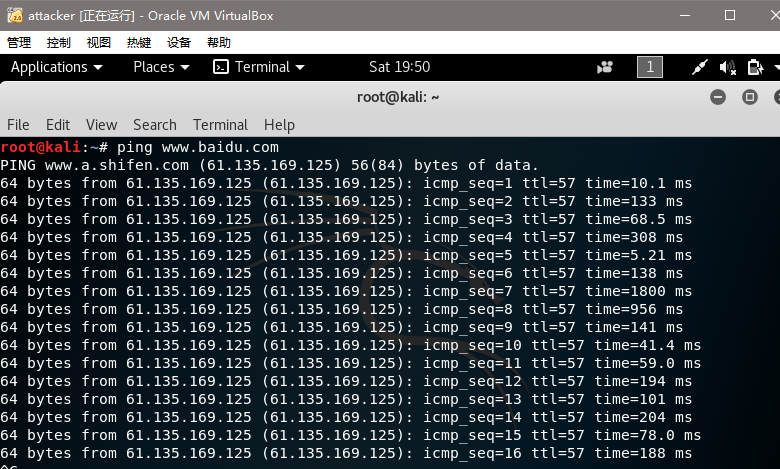 attacker [正在运行] - Oracle VM VirtualBox
管理 控制 视图 热键 设备 帮助
Applications Places Terminal Sat 19:50 1
root@kali: ~
File Edit View Search Terminal Help
root@kali:~# ping www.baidu.com
PING www.a.shifen.com (61.135.169.125) 56(84) bytes of data.
64 bytes from 61.135.169.125 (61.135.169.125): icmp_seq=1 ttl=57 time=10.1 ms
64 bytes from 61.135.169.125 (61.135.169.125): icmp_seq=2 ttl=57 time=133 ms
64 bytes from 61.135.169.125 (61.135.169.125): icmp_seq=3 ttl=57 time=68.5 ms
64 bytes from 61.135.169.125 (61.135.169.125): icmp_seq=4 ttl=57 time=308 ms
64 bytes from 61.135.169.125 (61.135.169.125): icmp_seq=5 ttl=57 time=5.21 ms
64 bytes from 61.135.169.125 (61.135.169.125): icmp_seq=6 ttl=57 time=138 ms
64 bytes from 61.135.169.125 (61.135.169.125): icmp_seq=7 ttl=57 time=1800 ms
64 bytes from 61.135.169.125 (61.135.169.125): icmp_seq=8 ttl=57 time=956 ms
64 bytes from 61.135.169.125 (61.135.169.125): icmp_seq=9 ttl=57 time=141 ms
64 bytes from 61.135.169.125 (61.135.169.125): icmp_seq=10 ttl=57 time=41.4 ms
64 bytes from 61.135.169.125 (61.135.169.125): icmp_seq=11 ttl=57 time=59.0 ms
64 bytes from 61.135.169.125 (61.135.169.125): icmp_seq=12 ttl=57 time=194 ms
64 bytes from 61.135.169.125 (61.135.169.125): icmp_seq=13 ttl=57 time=101 ms
64 bytes from 61.135.169.125 (61.135.169.125): icmp_seq=14 ttl=57 time=204 ms
64 bytes from 61.135.169.125 (61.135.169.125): icmp_seq=15 ttl=57 time=78.0 ms
64 bytes from 61.135.169.125 (61.135.169.125): icmp_seq=16 ttl=57 time=188 ms